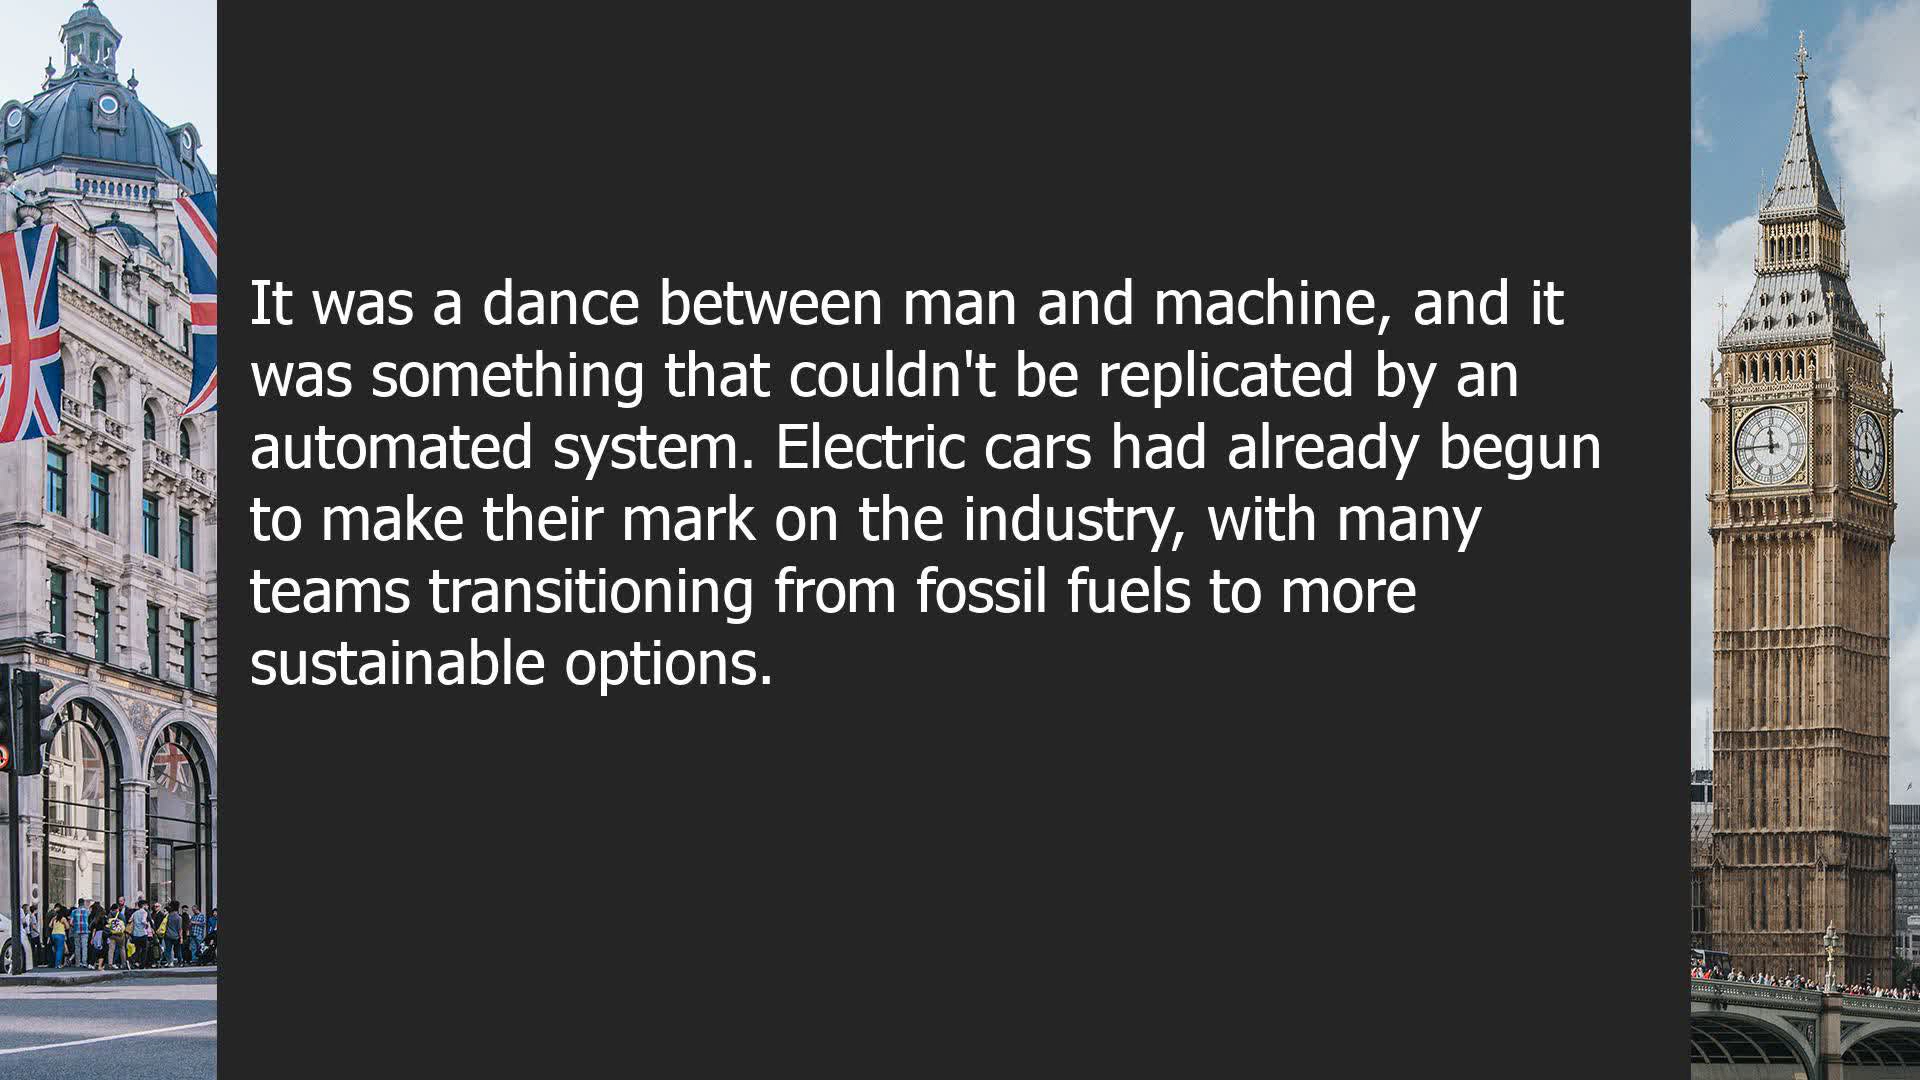 It was a dance between man and machine, and it
was something that couldn't be replicated by an
automated system. Electric cars had already begun
to make their mark on the industry, with many
teams transitioning from fossil fuels to more
sustainable options.